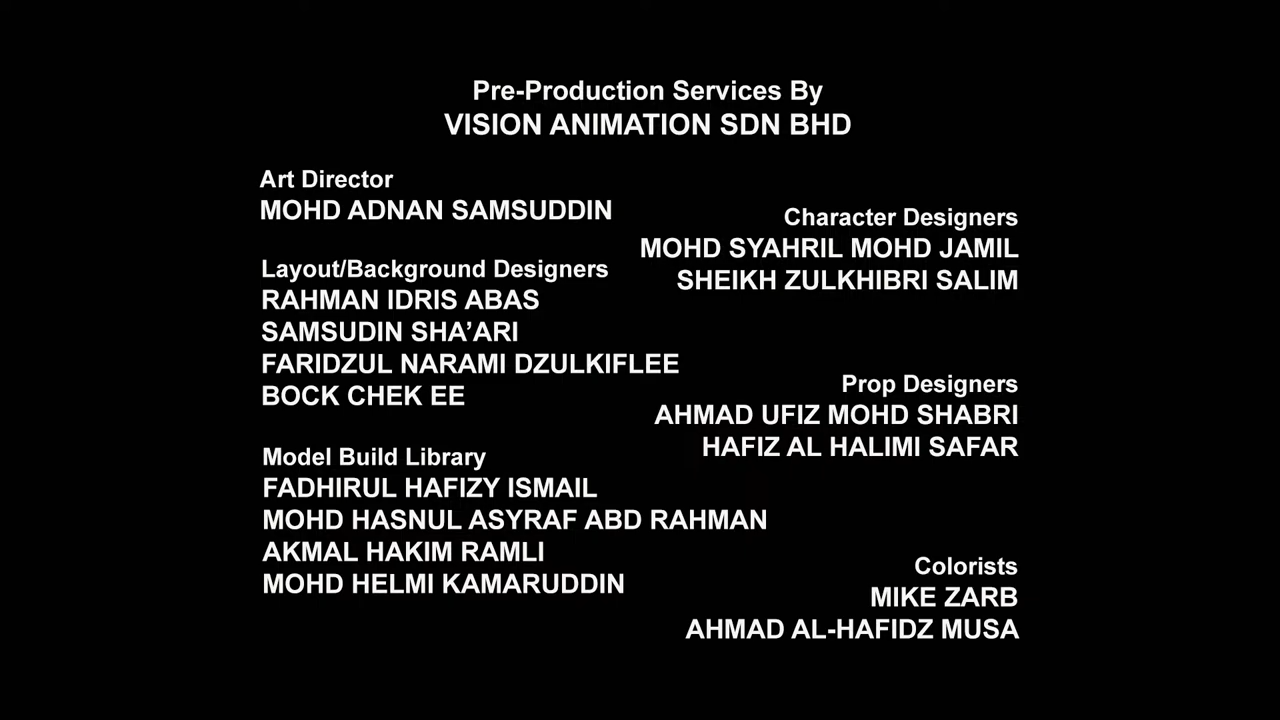 Pre-Production Services By
VISION ANIMATION SDN BHD
Art Director
MOHD ADNAN SAMSUDDIN
Layout/Background Designers
RAHMAN IDRIS ABAS
SAMSUDIN SHA’ARI
FARIDZUL NARAMI DZULKIFLEE
BOCK CHEK EE
Model Build Library
FADHIRUL HAFIZY ISMAIL
MOHD HASNUL ASYRAF ABD RAHMAN
AKMAL HAKIM RAMLI
MOHD HELMI KAMARUDDIN
Character Designers
MOHD SYAHRIL MOHD JAMIL
SHEIKH ZULKHIBRI SALIM
Prop Designers
AHMAD UFIZ MOHD SHABRI
HAFIZ AL HALIMI SAFAR
Colorists
MIKE ZARB
AHMAD AL-HAFIDZ MUSA